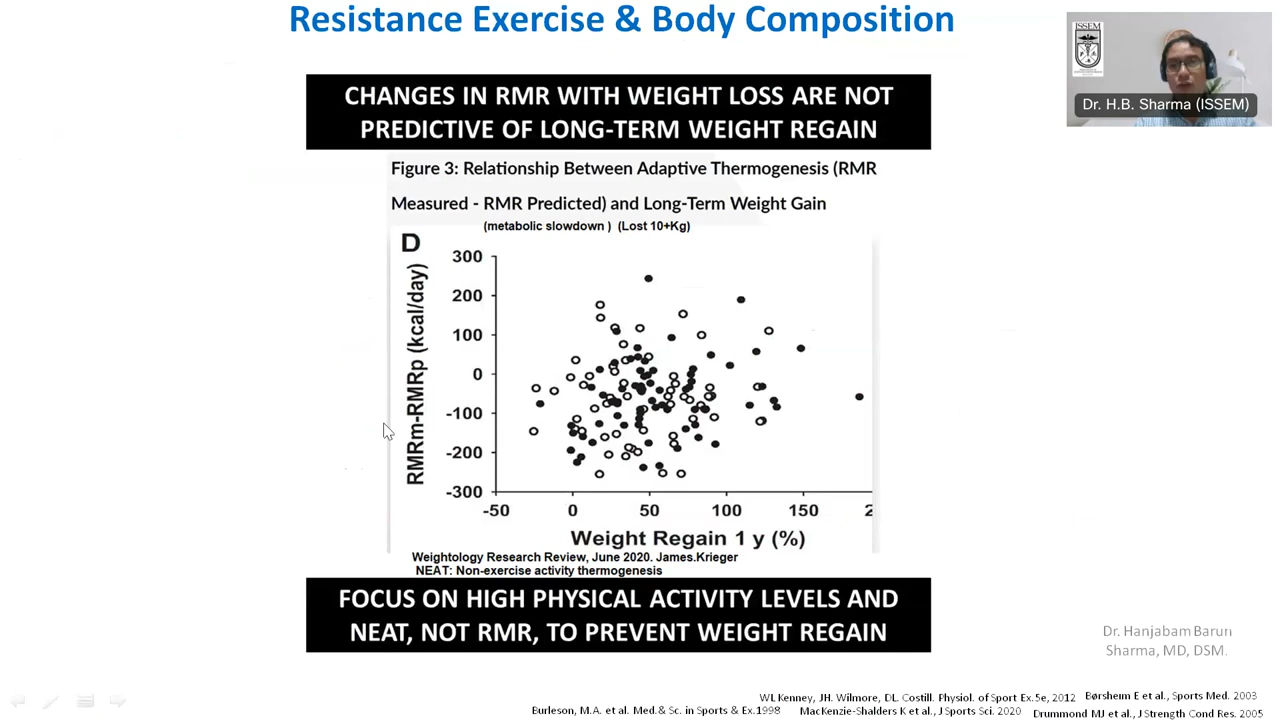 Resistance Exercise & Body Composition
ISSEM
Dr. H.B. Sharma (ISSEM)
CHANGES IN RMR WITH WEIGHT LOSS ARE NOT
PREDICTIVE OF LONG-TERM WEIGHT REGAIN
Figure 3: Relationship Between Adaptive Thermogenesis (RMR
Measured - RMR Predicted) and Long-Term Weight Gain
(metabolic slowdown ) (Lost 10+Kg)
D
RMRm-RMRp (kcal/day)
300
200
100
0
-100
-200
-300
-50 0 50 100 150 2
Weight Regain 1 y (%)
Weightology Research Review, June 2020. James.Krieger
NEAT: Non-exercise activity thermogenesis
FOCUS ON HIGH PHYSICAL ACTIVITY LEVELS AND
NEAT, NOT RMR, TO PREVENT WEIGHT REGAIN
Dr. Hanjabam Barun
Sharma, MD, DSM.
WL Kenney, JH. Wilmore, DL. Costill. Physiol. of Sport Ex.5e, 2012 Børsheim E et al., Sports Med. 2003
Burleson, M.A. et al. Med.& Sc. in Sports & Ex.1998 MacKenzie-Shalders K et al., J Sports Sci. 2020 Drummond MJ et al., J Strength Cond Res. 2005